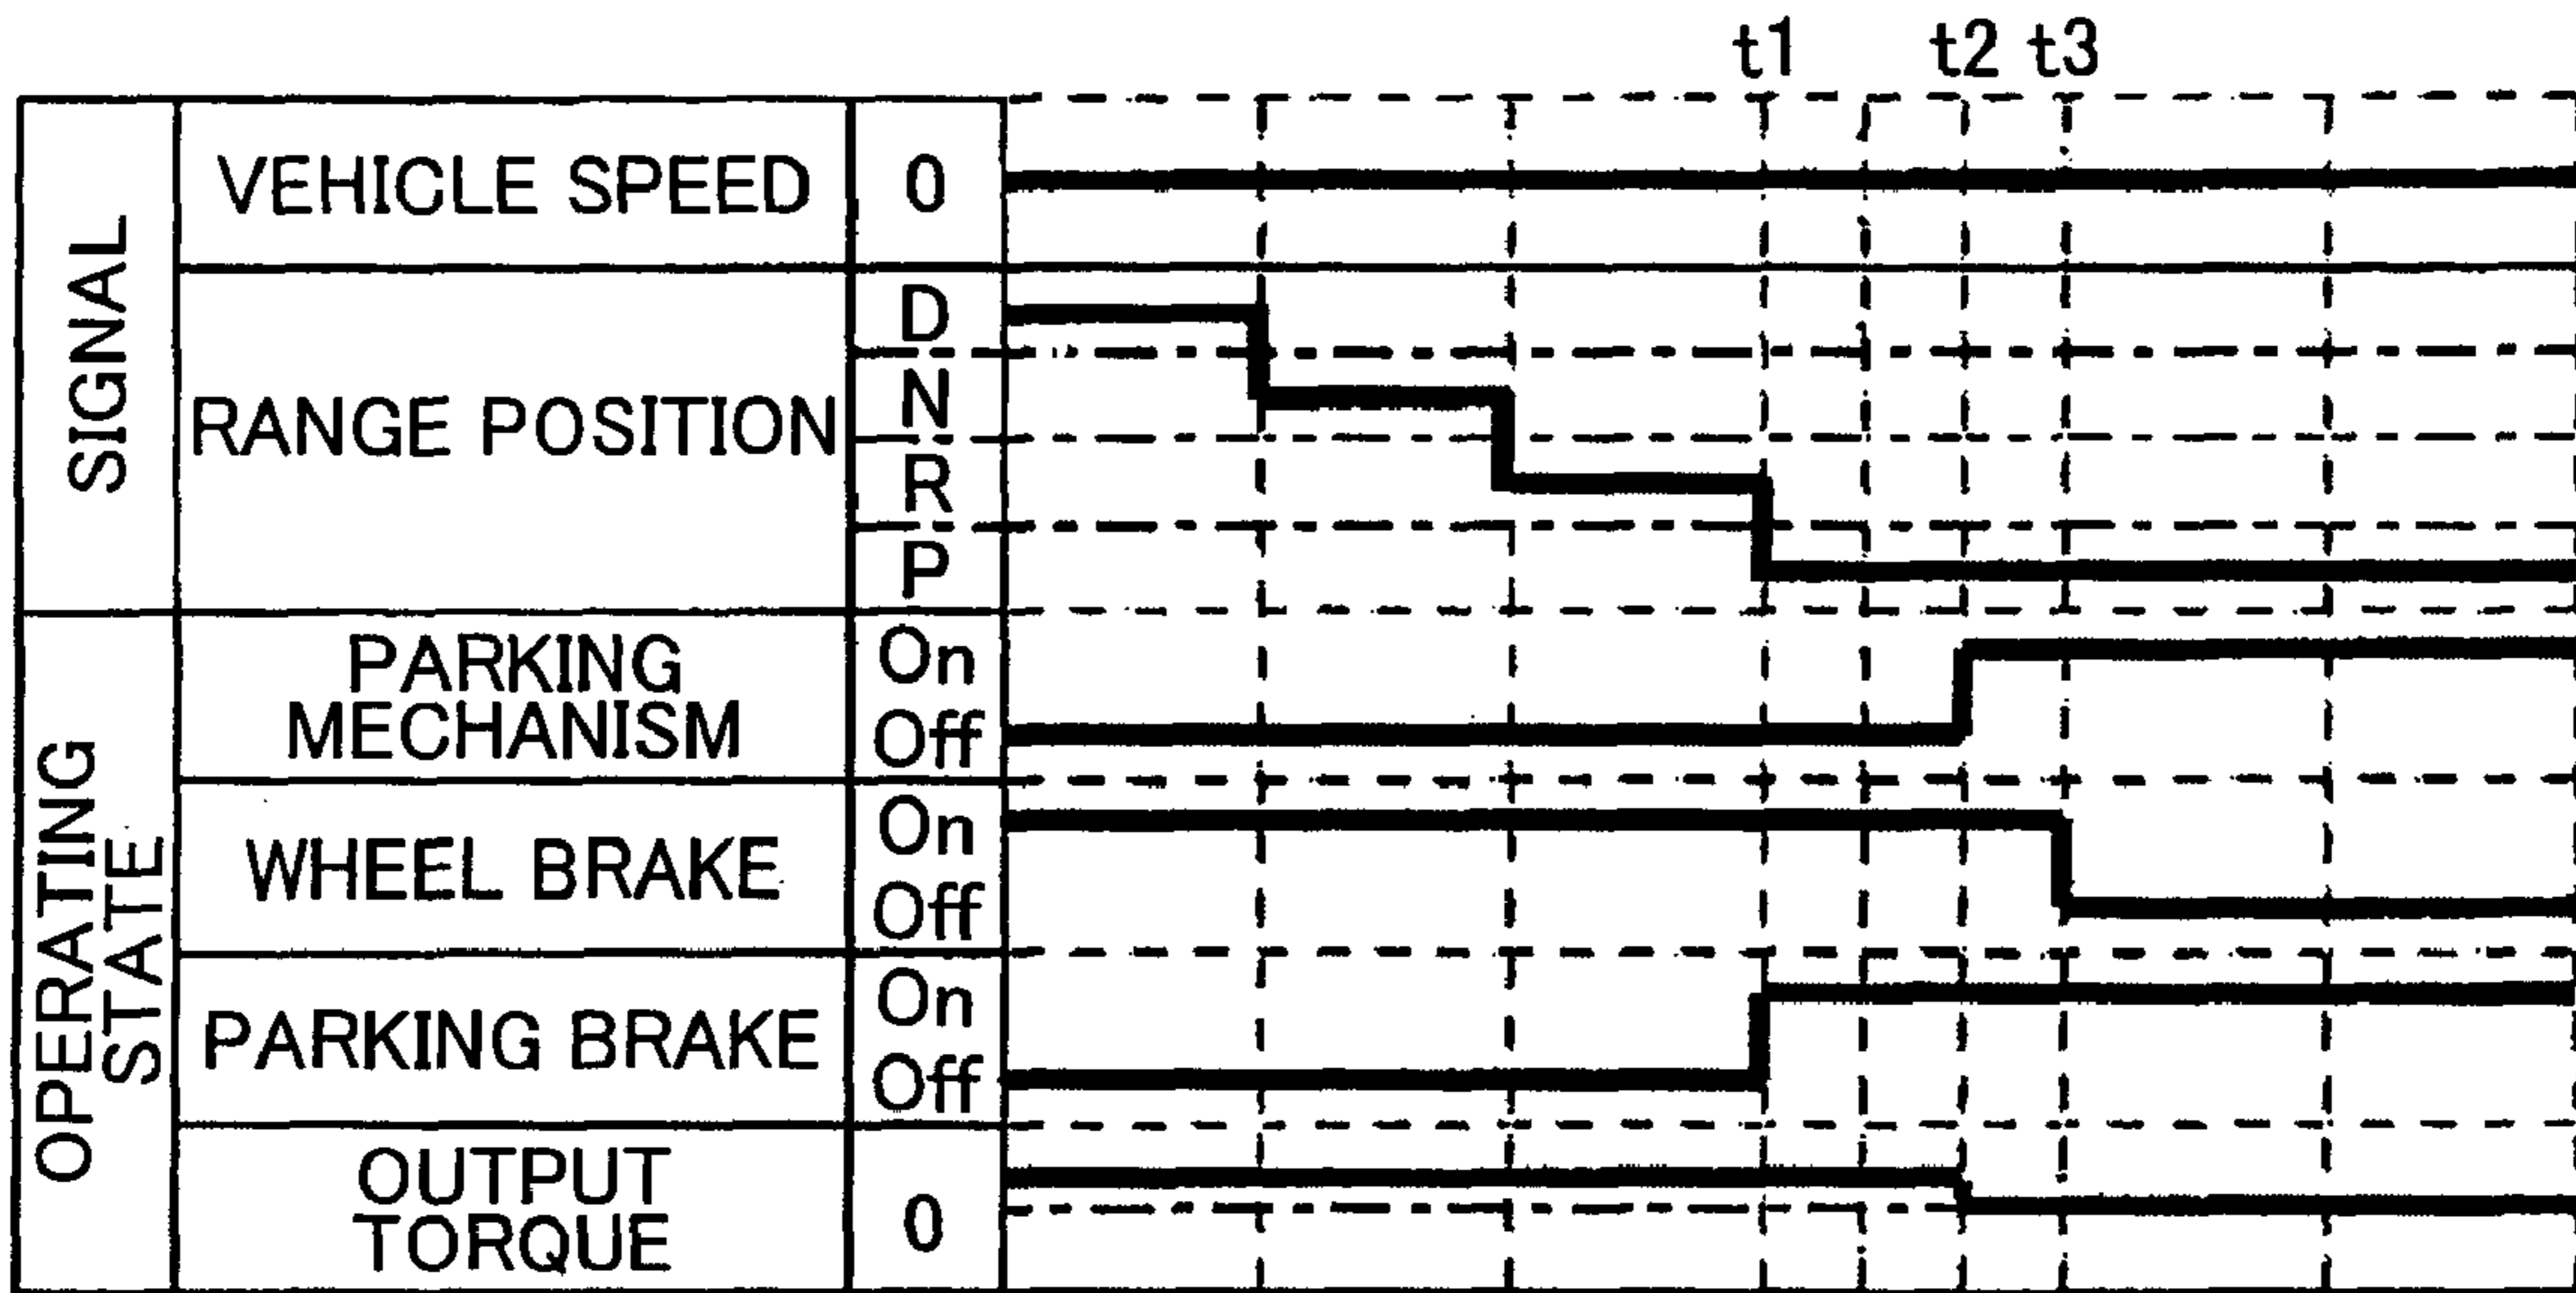 t1 t2 t3
SIGNAL
VEHICLE SPEED 0
RANGE POSITION
D
N
R
P
OPERATING
STATE
PARKING
MECHANISM
On
Off
WHEEL BRAKE
On
Off
PARKING BRAKE
On
Off
OUTPUT
TORQUE
0